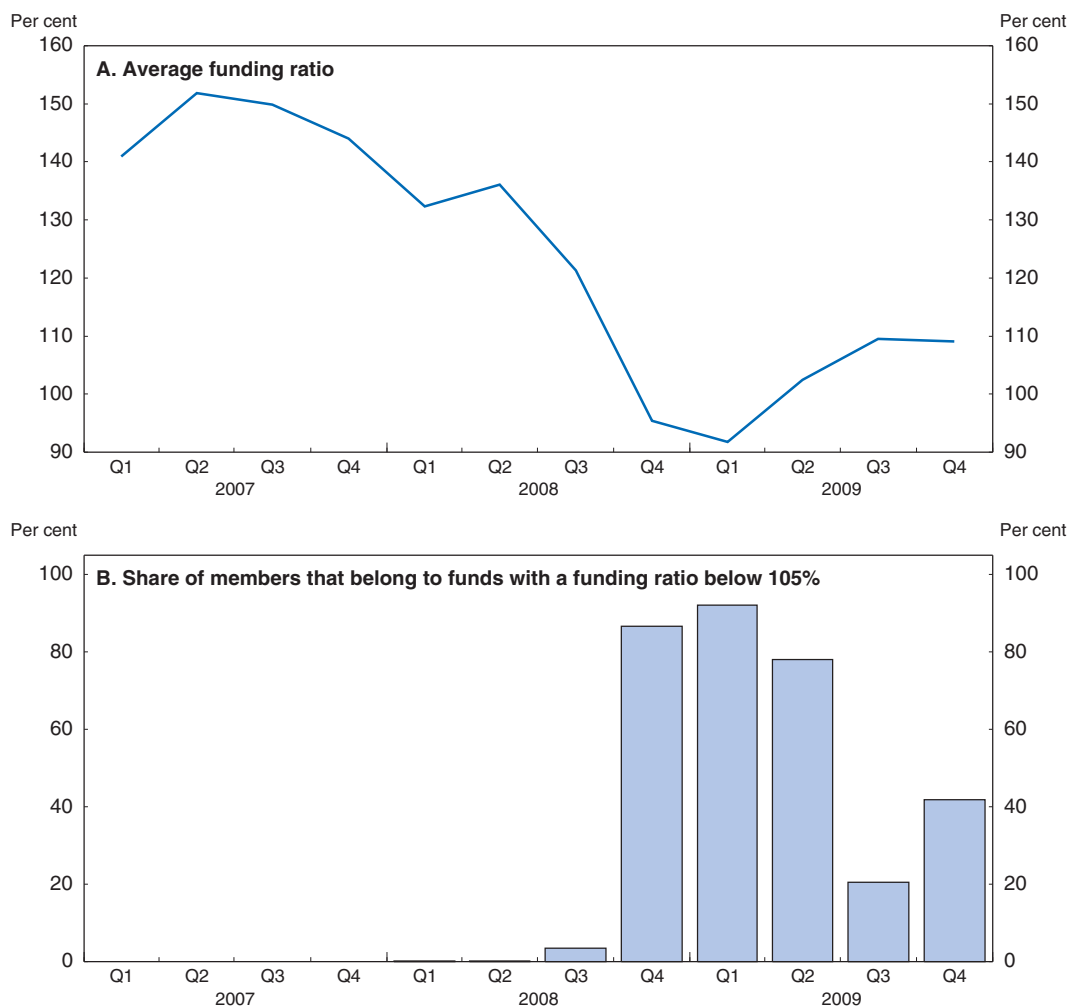 Per cent Per cent
160 160
A. Average funding ratio
150 150
140 140
130 130
120 120
110 110
100 100
90 90
Q1 Q2 Q3 Q4 Q1 Q2 Q3 Q4 Q1 Q2 Q3 Q4
2007 2008 2009
Per cent Per cent
100 100
B. Share of members that belong to funds with a funding ratio below 105%
80 80
60 60
40 40
20 20
0 0
Q1 Q2 Q3 Q4 Q1 Q2 Q3 Q4 Q1 Q2 Q3 Q4
2007 2008 2009